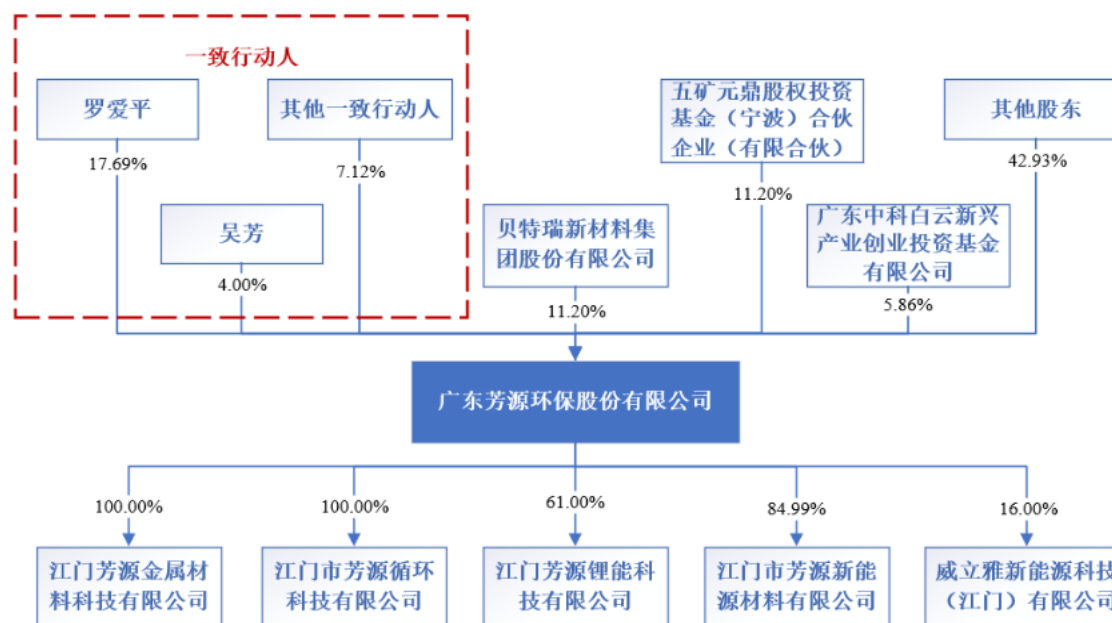 一致行动人
罗爱平
其他一致行动人
五矿元鼎股权投资
基金（宁波）合伙
企业（有限合伙）
其他股东
17.69%
7.12%
11.20%
42.93%
吴芳
贝特瑞新材料集
团股份有限公司
广东中科白云新兴
产业创业投资基金
有限公司
4.00%
11.20%
5.86%
广东芳源环保股份有限公司
100.00%
100.00%
61.00%
84.99%
16.00%
江门芳源金属材
料科技有限公司
江门市芳源循环
科技有限公司
江门芳源锂能科
技有限公司
江门市芳源新能
源材料有限公司
威立雅新能源科技
（江门）有限公司